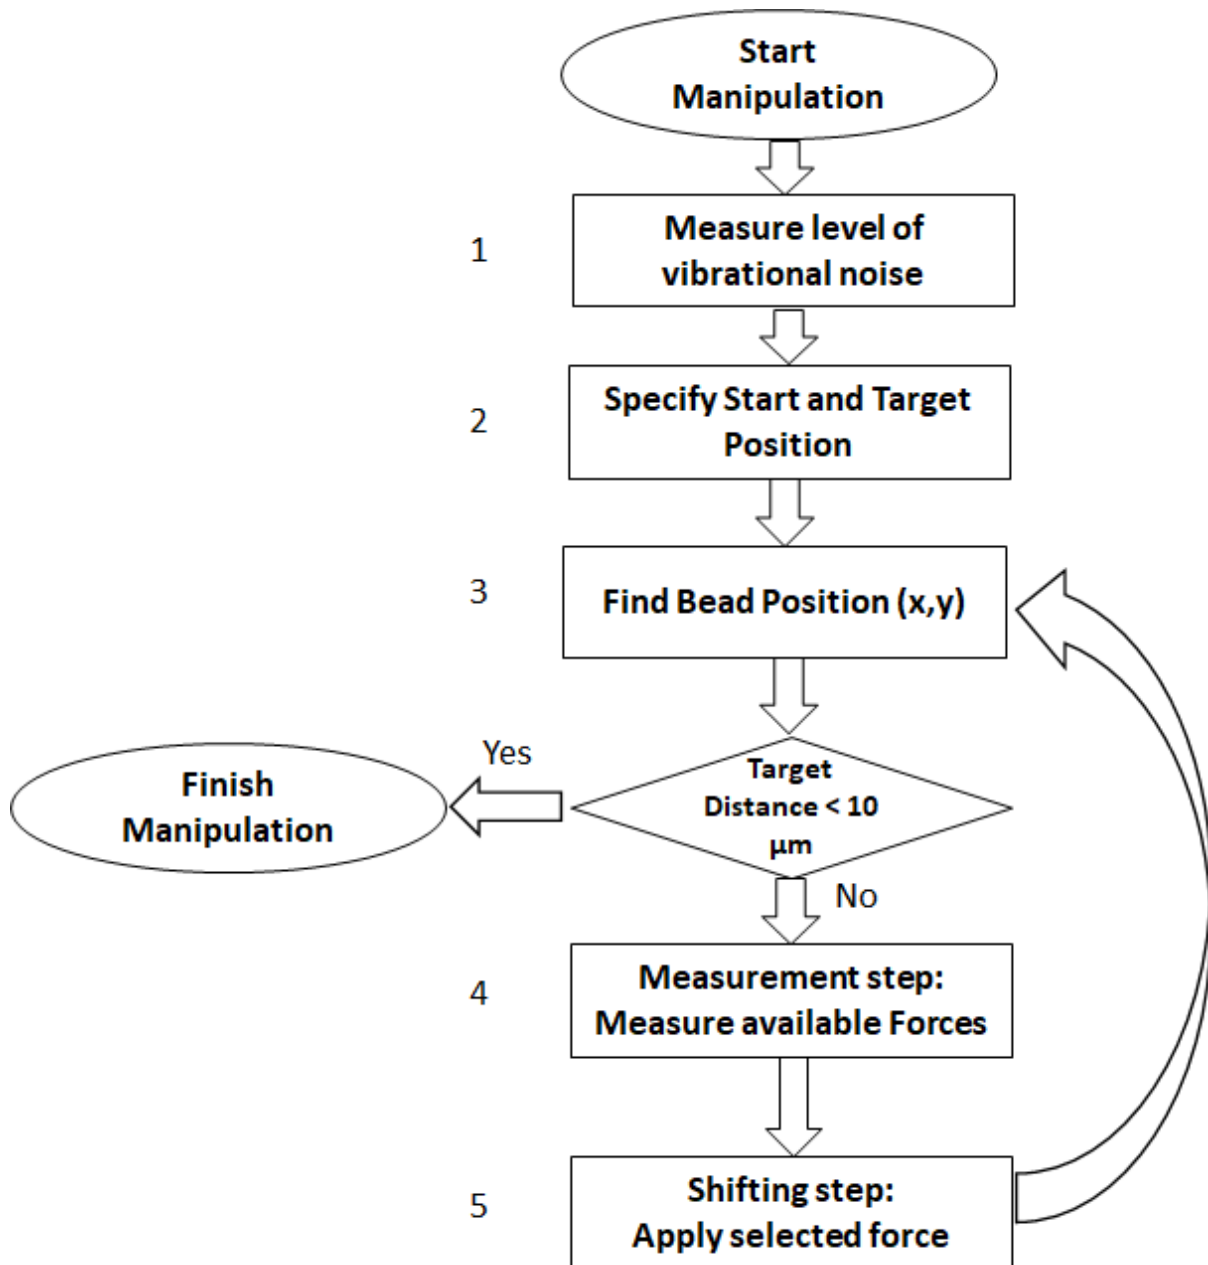 Start
Manipulation
1
Measure level of
vibrational noise
2
Specify Start and Target
Position
3
Find Bead Position (x,y)
Yes
Finish
Manipulation
Target
Distance < 10
µm
No
4
Measurement step:
Measure available Forces
5
Shifting step:
Apply selected force